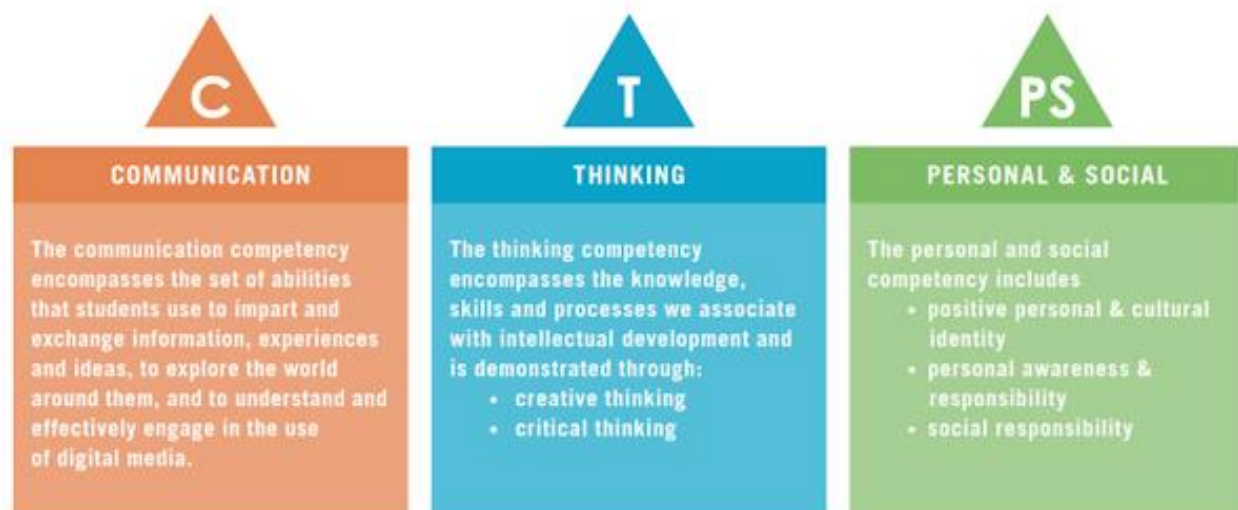 C
COMMUNICATION
The communication competency
encompasses the set of abilities
that students use to impart and
exchange information, experiences
and ideas, to explore the world
around them, and to understand and
effectively engage in the use
of digital media.
T
THINKING
The thinking competency
encompasses the knowledge,
skills and processes we associate
with intellectual development and
is demonstrated through:
• creative thinking
• critical thinking
PS
PERSONAL & SOCIAL
The personal and social
competency includes
• positive personal & cultural
identity
• personal awareness &
responsibility
• social responsibility